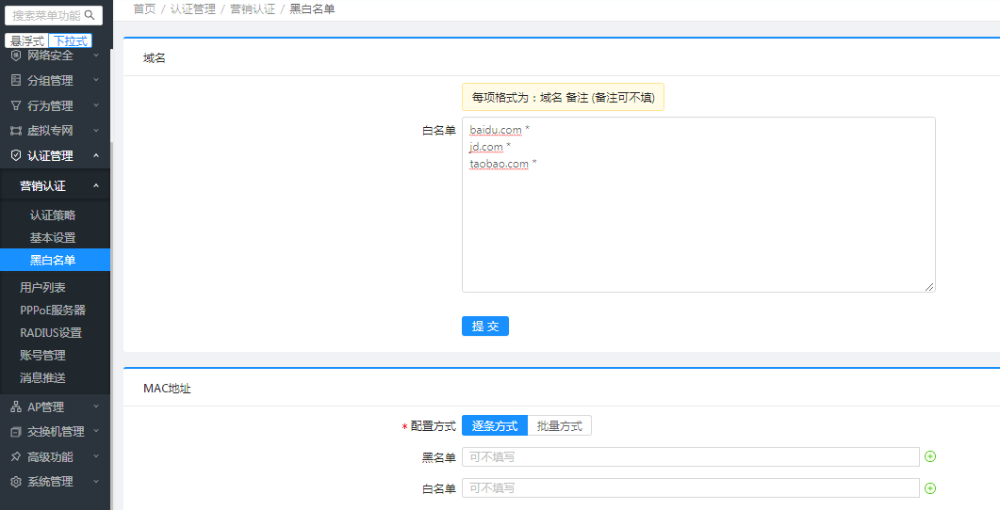 搜索菜单功能
悬浮式 下拉式
网络安全
分组管理
行为管理
虚拟专网
认证管理
营销认证
认证策略
基本设置
黑白名单
用户列表
PPPoE服务器
RADIUS设置
账号管理
消息推送
AP管理
交换机管理
高级功能
系统管理
首页 / 认证管理 / 营销认证 / 黑白名单
域名
每项格式为：域名 备注 (备注可不填)
白名单
baidu.com *
jd.com *
taobao.com *
提 交
MAC地址
* 配置方式 逐条方式 批量方式
黑名单 可不填写
白名单 可不填写